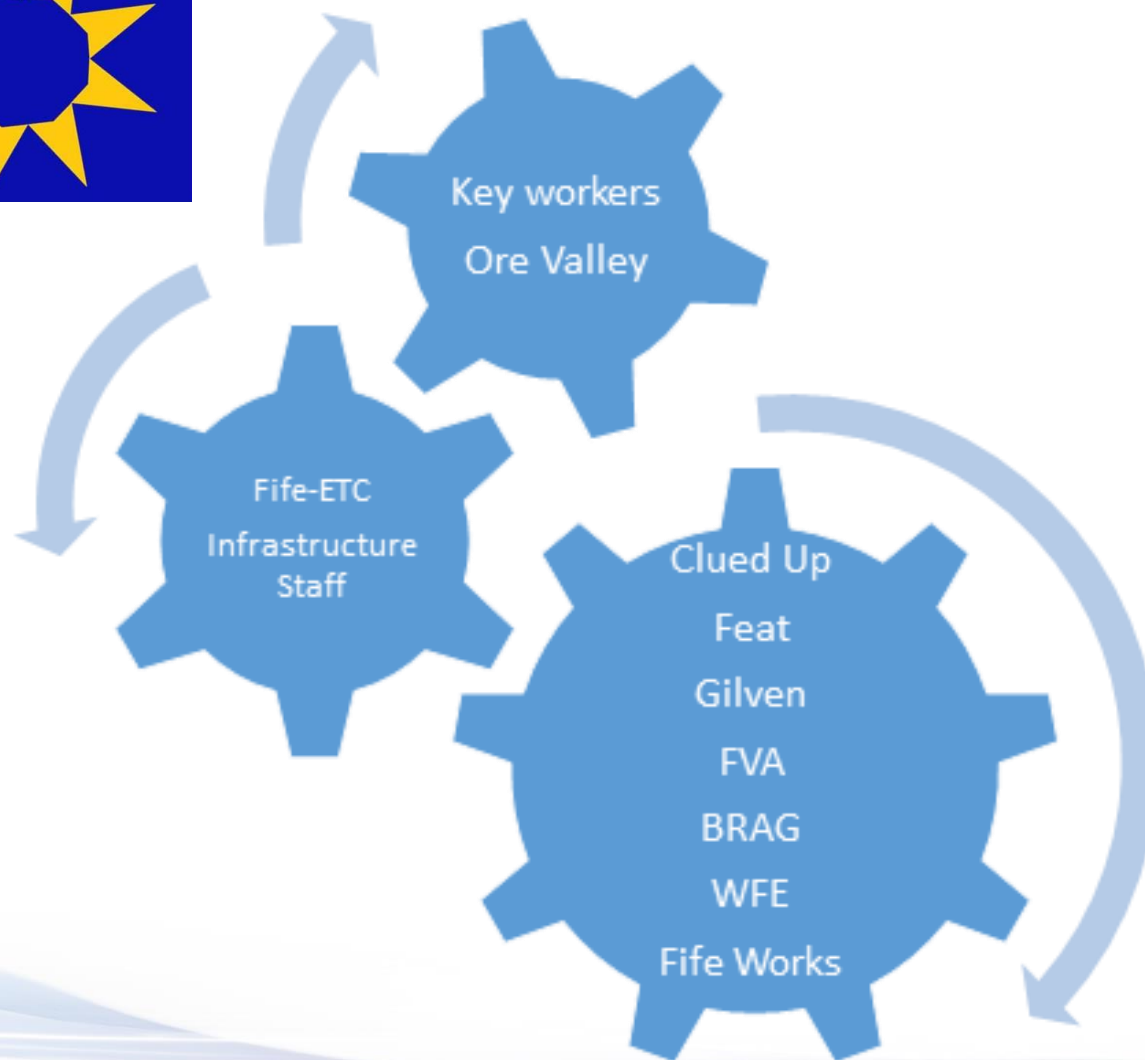 Key workers
Ore Valley
Fife-ETC
Infrastructure
Staff
Clued Up
Feat
Gilven
FVA
BRAG
WFE
Fife Works